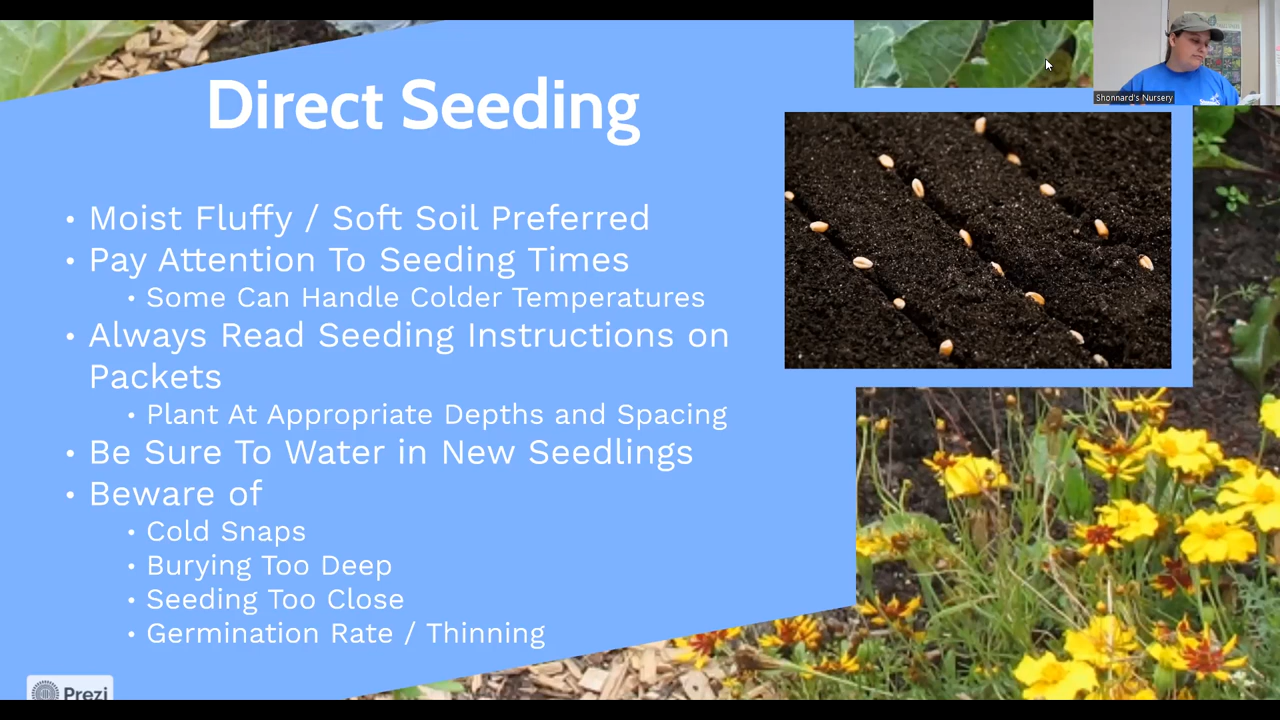 Shonnard's Nursery
Direct Seeding
• Moist Fluffy / Soft Soil Preferred
• Pay Attention To Seeding Times
• Some Can Handle Colder Temperatures
• Always Read Seeding Instructions on
Packets
• Plant At Appropriate Depths and Spacing
• Be Sure To Water in New Seedlings
• Beware of
• Cold Snaps
• Burying Too Deep
• Seeding Too Close
• Germination Rate / Thinning
Prezi